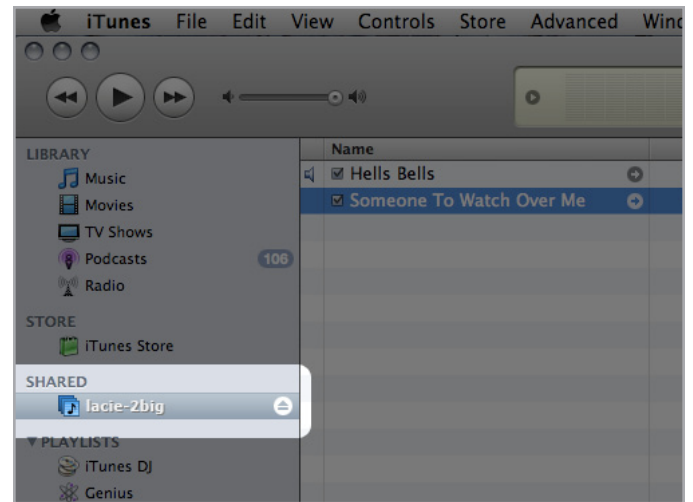 iTunes File Edit View Controls Store Advanced
Name
Hells Bells
Someone To Watch Over Me
LIBRARY
Music
Movies
TV Shows
Podcasts 106
Radio
STORE
iTunes Store
SHARED
lacie-2big
PLAYLISTS
iTunes DJ
Genius